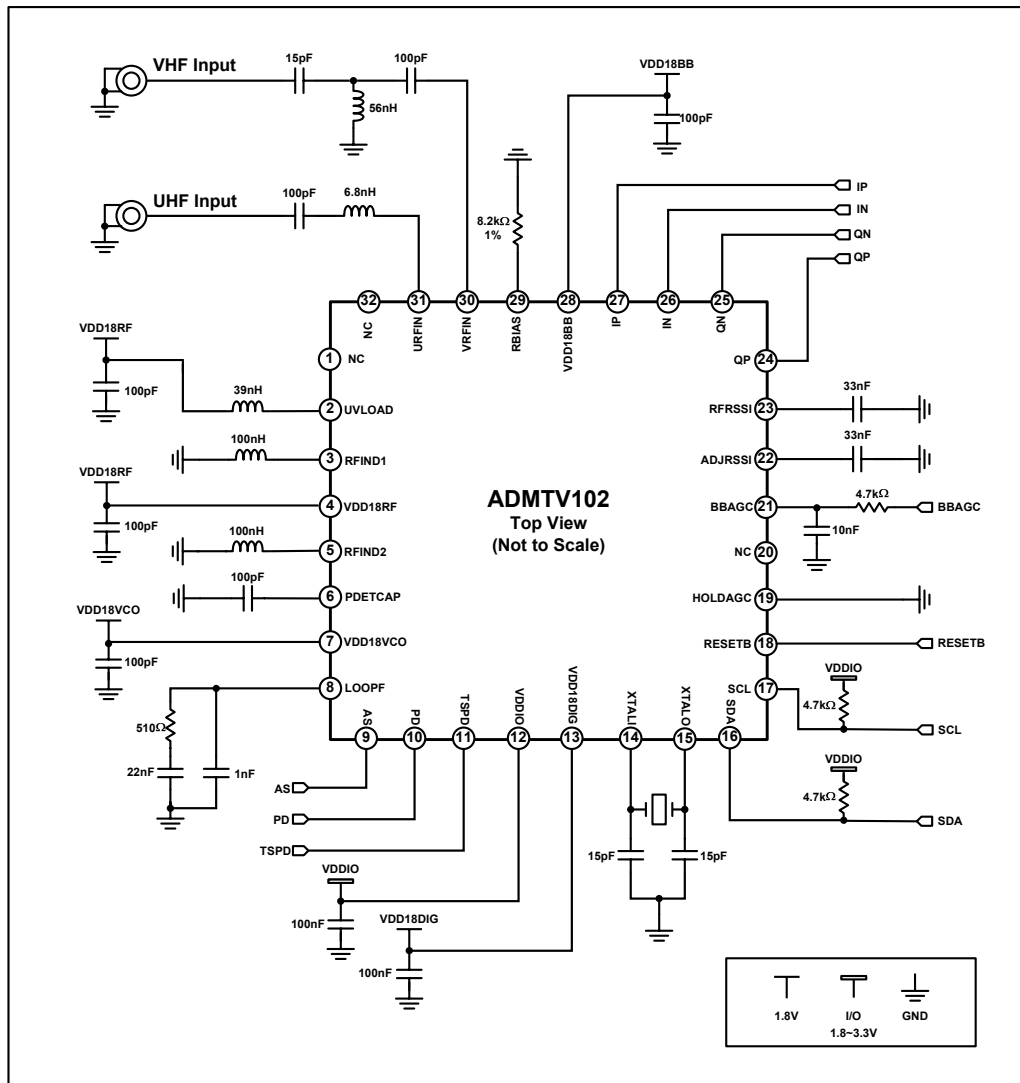 VHF Input
15pF
100pF
56nH
VDD18BB
100pF
UHF Input
100pF
6.8nH
8.2kΩ
1%
IP
IN
QN
QP
32
31
30
29
28
27
26
25
NC
URFIN
VRFIN
RBIAS
VDD18BB
IP
IN
QN
VDD18RF
100pF
39nH
100nH
VDD18RF
100pF
100nH
100pF
VDD18VCO
100pF
510Ω
22nF
1nF
1 NC
2 UVLOAD
3 RFIND1
4 VDD18RF
5 RFIND2
6 PDETCAP
7 VDD18VCO
8 LOOPF
ADMTV102
Top View
(Not to Scale)
QP 24
RFRSSI 23
ADJRSSI 22
BBAGC 21
NC 20
HOLDAGC 19
RESETB 18
SCL 17
33nF
33nF
4.7kΩ
BBAGC
10nF
RESETB
VDDIO
4.7kΩ
SCL
VDDIO
4.7kΩ
SDA
AS
PD
TSPD
VDDIO
VDD18DIG
XTALI
XTALO
SDA
9
10
11
12
13
14
15
16
AS
PD
TSPD
15pF
15pF
VDDIO
100nF
VDD18DIG
100nF
1.8V
I/O
1.8~3.3V
GND